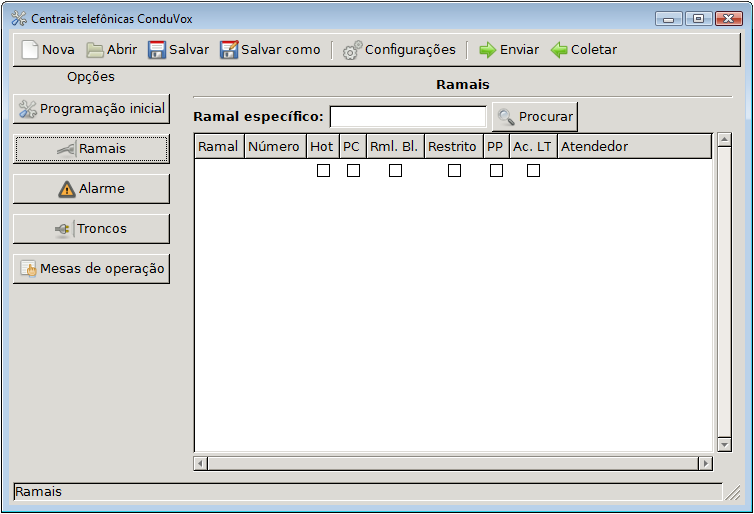 Centrais telefônicas ConduVox
Nova Abrir Salvar Salvar como Configurações Enviar Coletar
Opções
Programação inicial
Ramais
Alarme
Troncos
Mesas de operação
Ramais
Ramal específico: Procurar
Ramal Número Hot PC Rml. Bl. Restrito PP Ac. LT Atendedor
Ramais